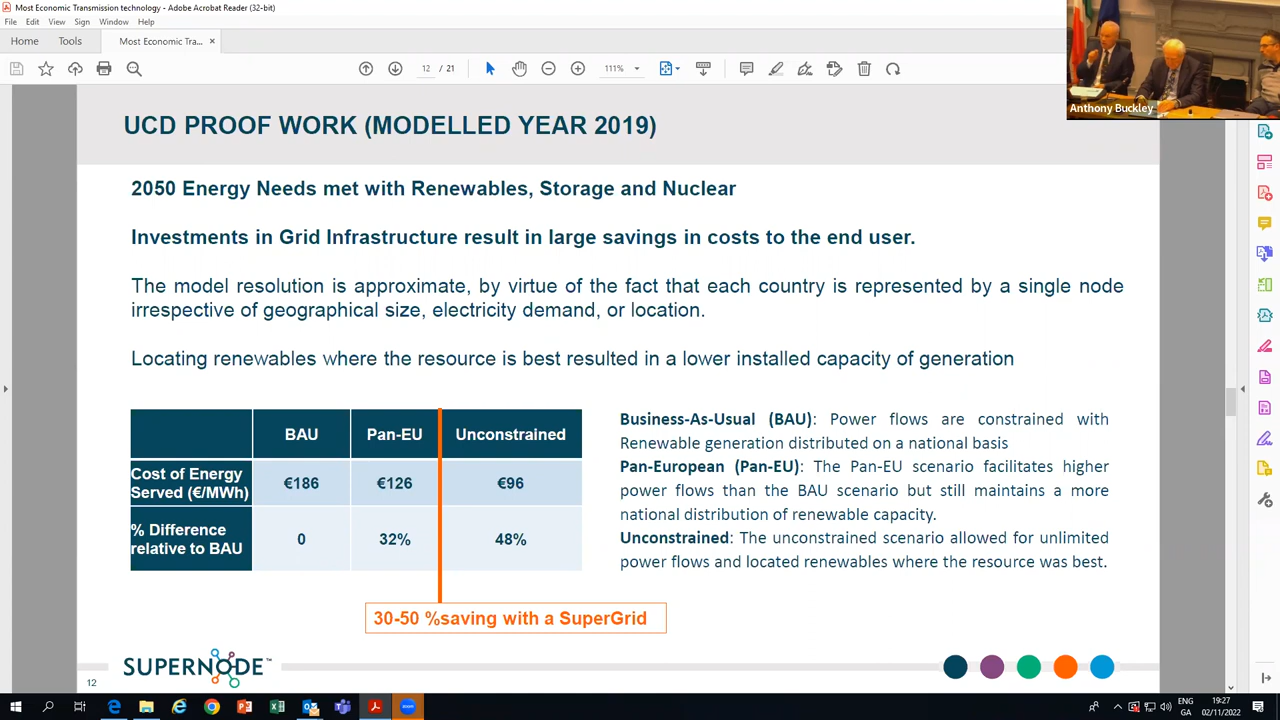 Most Economic Transmission technology - Adobe Acrobat Reader (32-bit)
File Edit View Sign Window Help
Home Tools Most Economic Tra... ×
12 / 21 111%
Anthony Buckley
UCD PROOF WORK (MODELLED YEAR 2019)
2050 Energy Needs met with Renewables, Storage and Nuclear
Investments in Grid Infrastructure result in large savings in costs to the end user.
The model resolution is approximate, by virtue of the fact that each country is represented by a single node
irrespective of geographical size, electricity demand, or location.
Locating renewables where the resource is best resulted in a lower installed capacity of generation
BAU Pan-EU Unconstrained
Cost of Energy
Served (€/MWh) €186 €126 €96
% Difference
relative to BAU 0 32% 48%
30-50 %saving with a SuperGrid
Business-As-Usual (BAU): Power flows are constrained with
Renewable generation distributed on a national basis
Pan-European (Pan-EU): The Pan-EU scenario facilitates higher
power flows than the BAU scenario but still maintains a more
national distribution of renewable capacity.
Unconstrained: The unconstrained scenario allowed for unlimited
power flows and located renewables where the resource was best.
SUPERNODE™
12
ENG
GA
19:27
02/11/2022